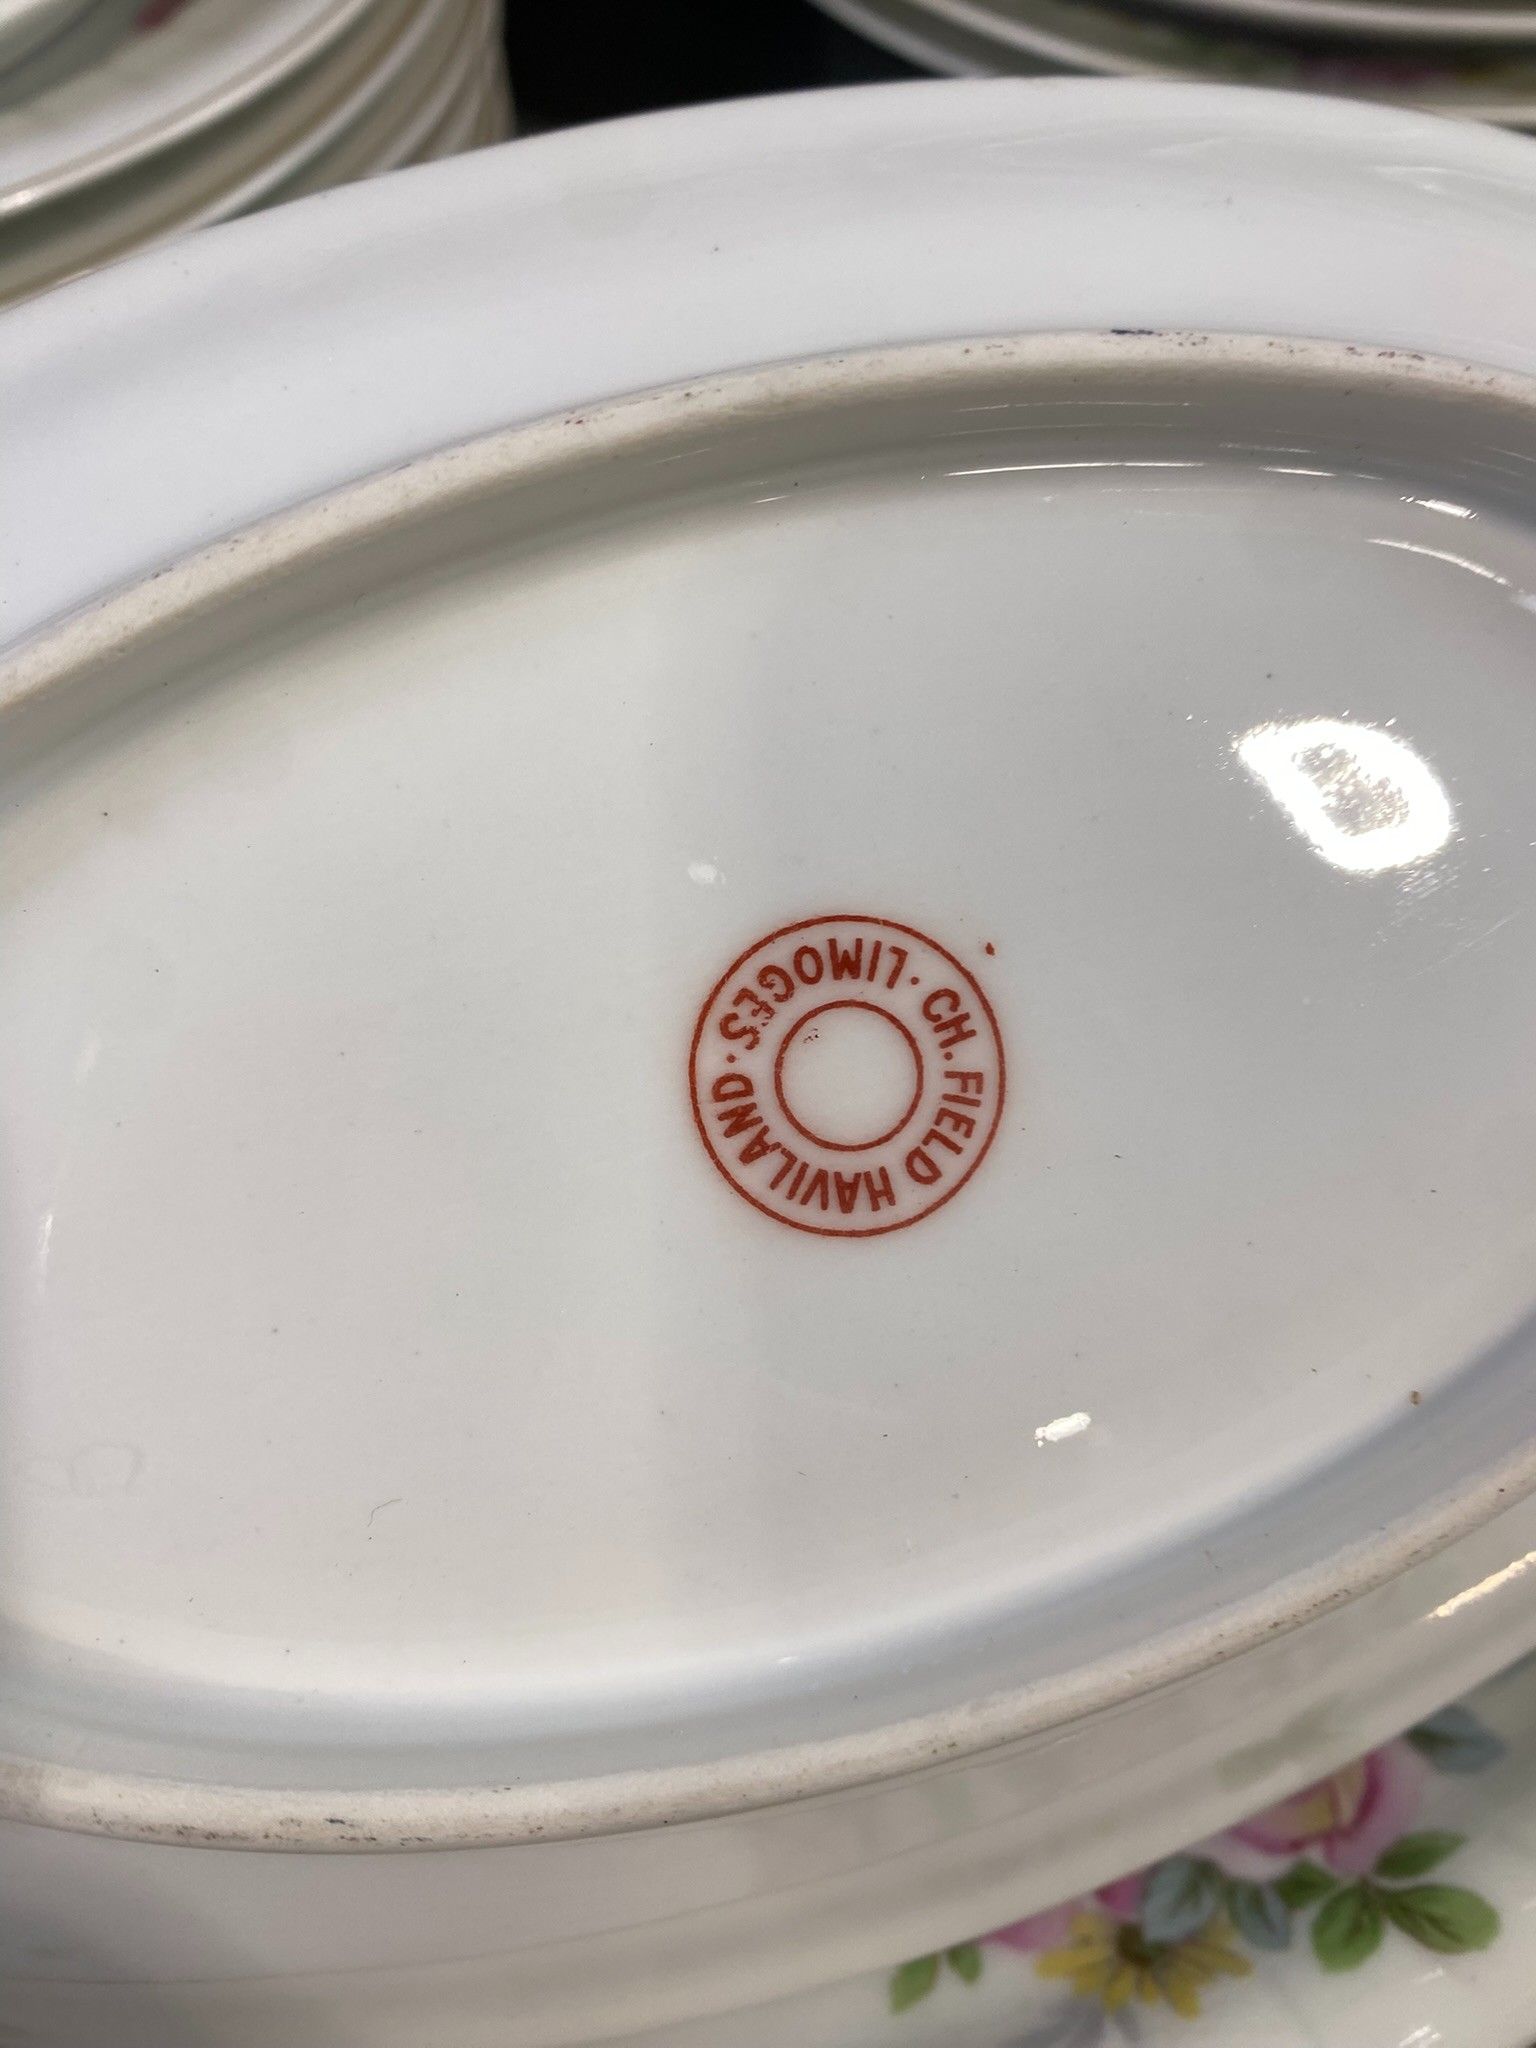 CH. FIELD HAVILAND · LIMOGES ·